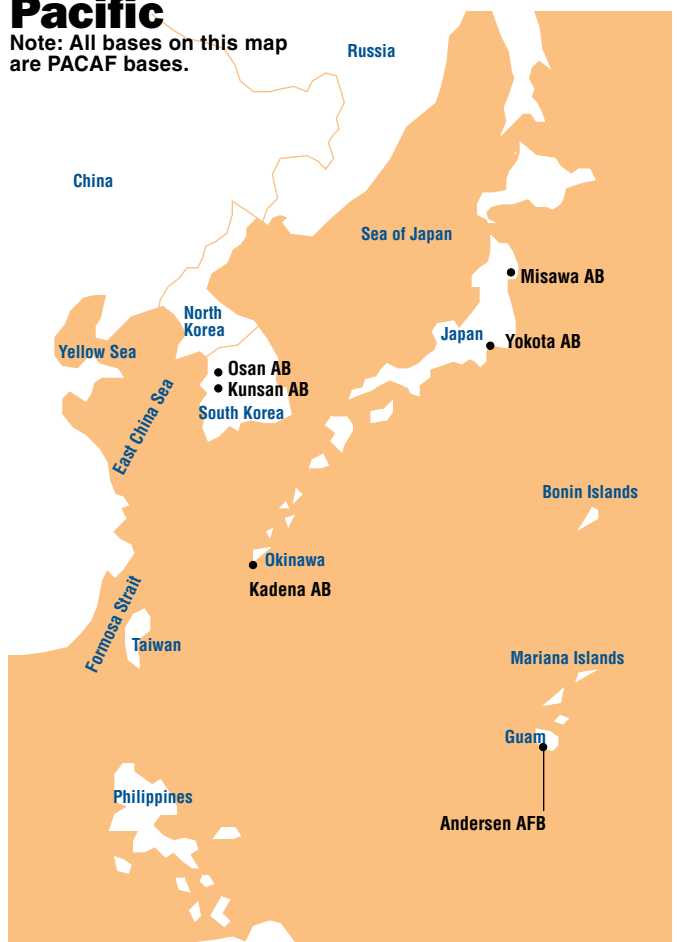 Pacific
Note: All bases on this map
are PACAF bases.
Russia
China
Sea of Japan
Misawa AB
North
Korea
Japan
Yokota AB
Yellow Sea
Osan AB
Kunsan AB
South Korea
East China Sea
Bonin Islands
Okinawa
Kadena AB
Formosa Strait
Taiwan
Mariana Islands
Guam
Philippines
Andersen AFB